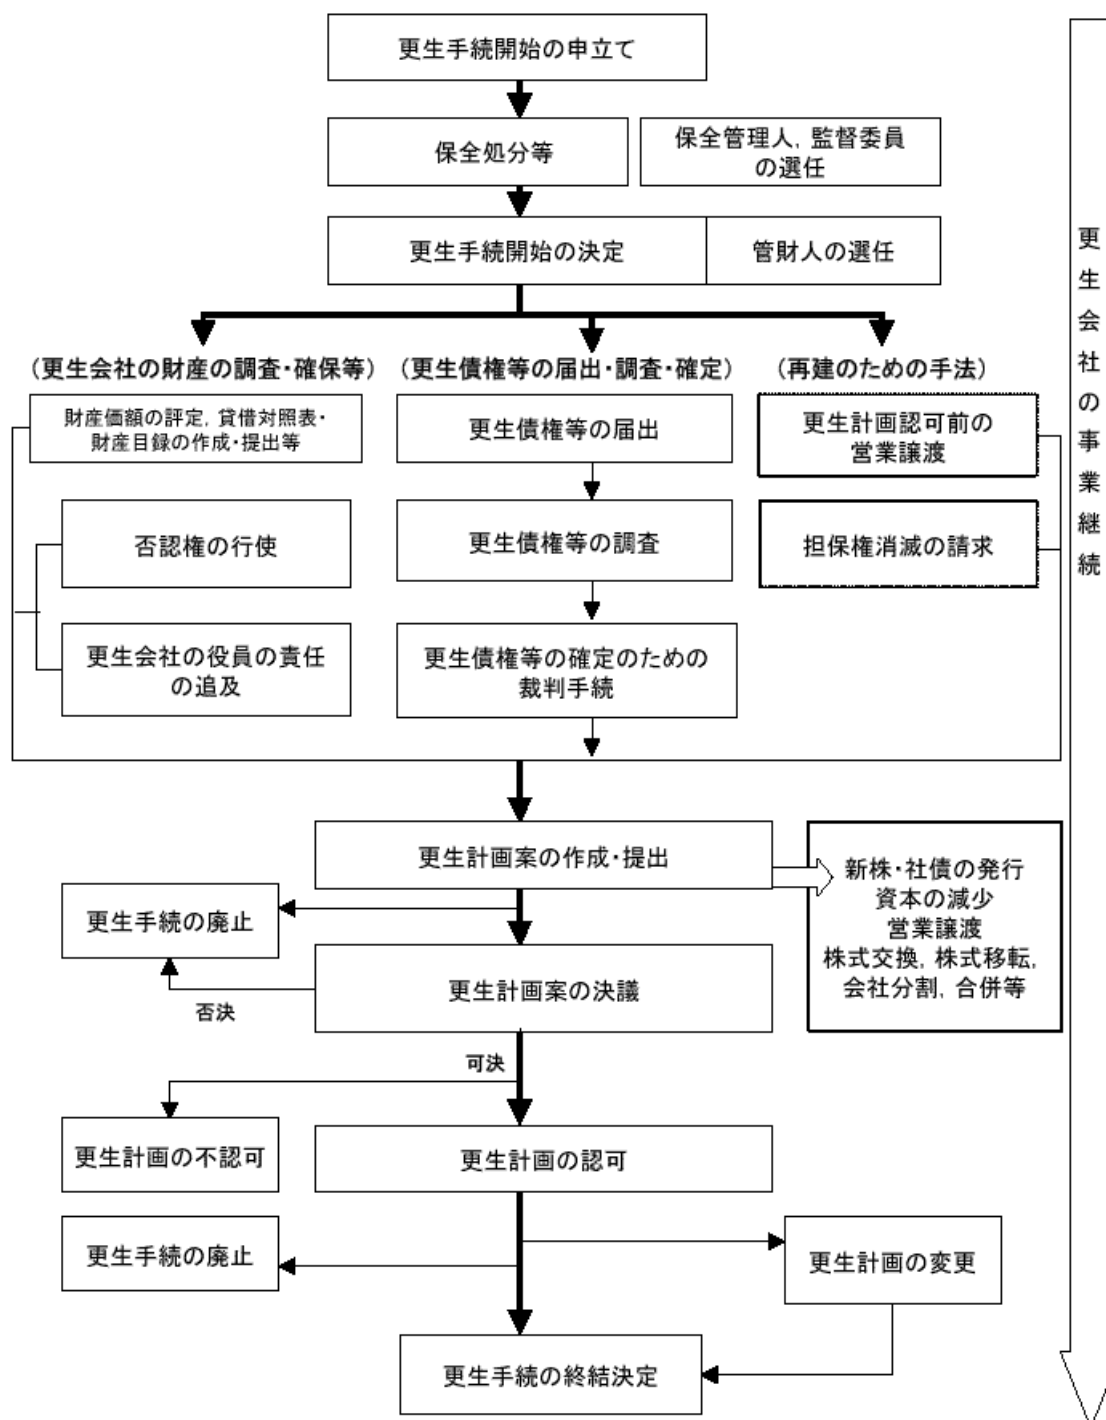 更生手続開始の申立て
保全処分等
保全管理人, 監督委員
の選任
更生手続開始の決定
管財人の選任
(更生会社の財産の調査・確保等)
(更生債権等の届出・調査・確定)
(再建のための手法)
財産価額の評定, 貸借対照表・
財産目録の作成・提出等
更生債権等の届出
更生計画認可前の
営業譲渡
否認権の行使
更生債権等の調査
担保権消滅の請求
更生会社の役員の責任
の追及
更生債権等の確定のための
裁判手続
更生計画案の作成・提出
新株・社債の発行
資本の減少
営業譲渡
株式交換, 株式移転,
会社分割, 合併等
更生手続の廃止
更生計画案の決議
否決
可決
更生計画の不認可
更生計画の認可
更生手続の廃止
更生計画の変更
更生手続の終結決定
更生会社の事業継続